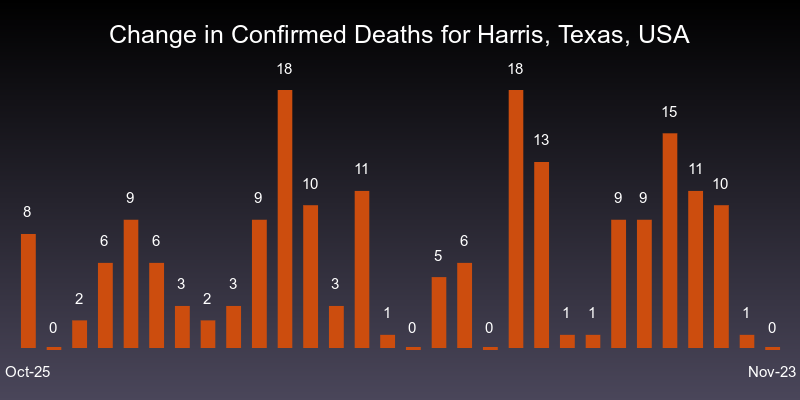 Change in Confirmed Deaths for Harris, Texas, USA
8 0 2 6 9 6 3 2 3 9 18 10 3 11 1 0 5 6 0 18 13 1 1 9 9 15 11 10 1 0
Oct-25 Nov-23